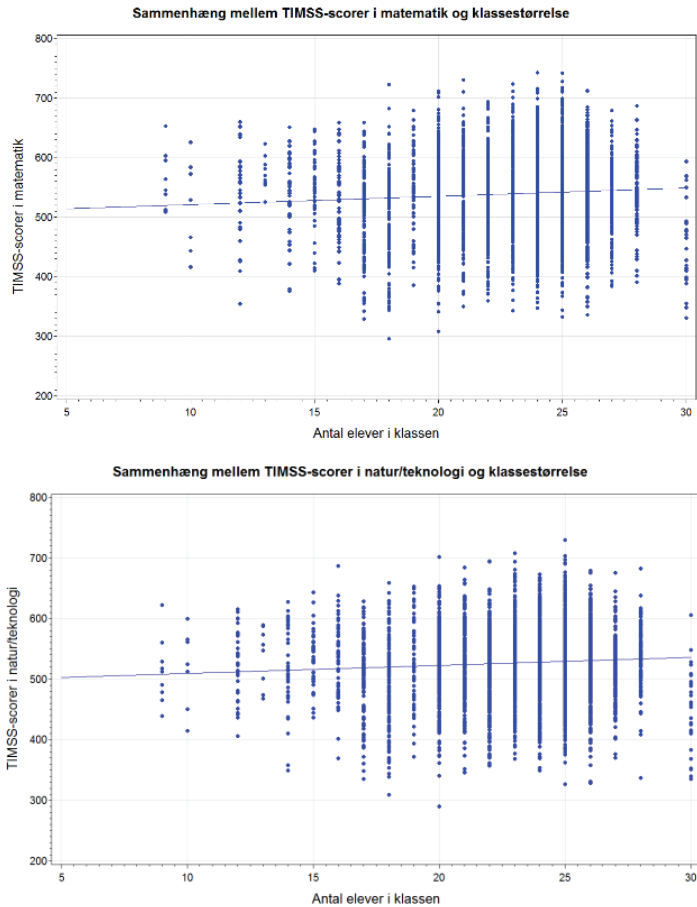 Sammenhæng mellem TIMSS-scorer i matematik og klassestørrelse
800
700
600
500
400
300
200
TIMSS-scorer i matematik
5 10 15 20 25 30
Antal elever i klassen
Sammenhæng mellem TIMSS-scorer i natur/teknologi og klassestørrelse
800
700
600
500
400
300
200
TIMSS-scorer i natur/teknologi
5 10 15 20 25 30
Antal elever i klassen